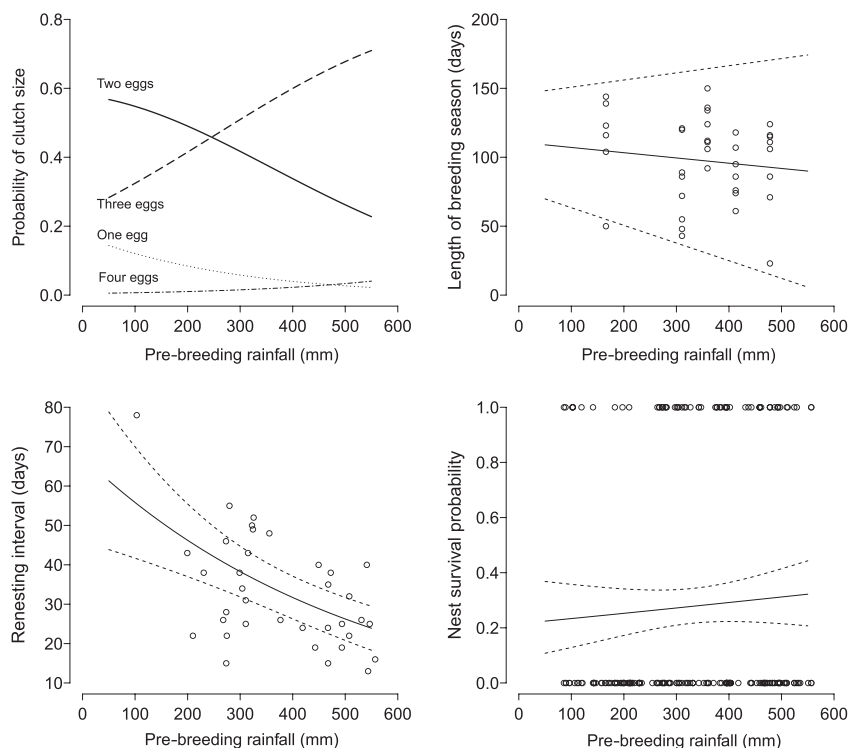 Probability of clutch size
0.8
0.6
0.4
0.2
0.0
Two eggs
Three eggs
One egg
Four eggs
0 100 200 300 400 500 600
Pre-breeding rainfall (mm)
Length of breeding season (days)
200
150
100
50
0
0 100 200 300 400 500 600
Pre-breeding rainfall (mm)
Renesting interval (days)
80
70
60
50
40
30
20
10
0 100 200 300 400 500 600
Pre-breeding rainfall (mm)
Nest survival probability
1.0
0.8
0.6
0.4
0.2
0.0
0 100 200 300 400 500 600
Pre-breeding rainfall (mm)